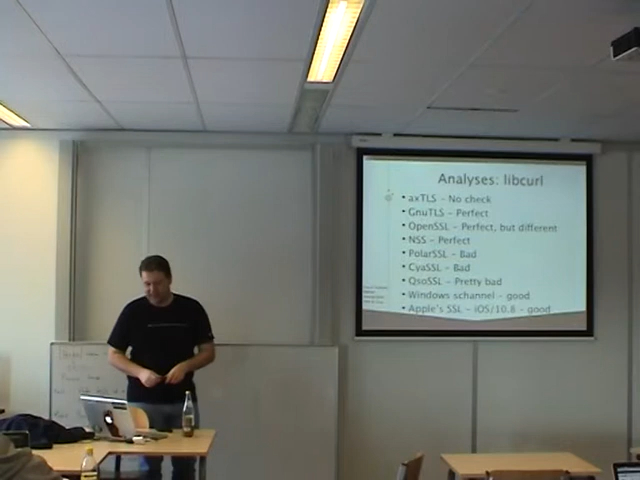 Analyses: libcurl
• axTLS - No check
• GnuTLS - Perfect
• OpenSSL - Perfect, but different
• NSS - Perfect
• PolarSSL - Bad
• CyaSSL - Bad
• QsoSSL - Pretty bad
• Windows schannel - good
• Apple's SSL - iOS/10.8 - good